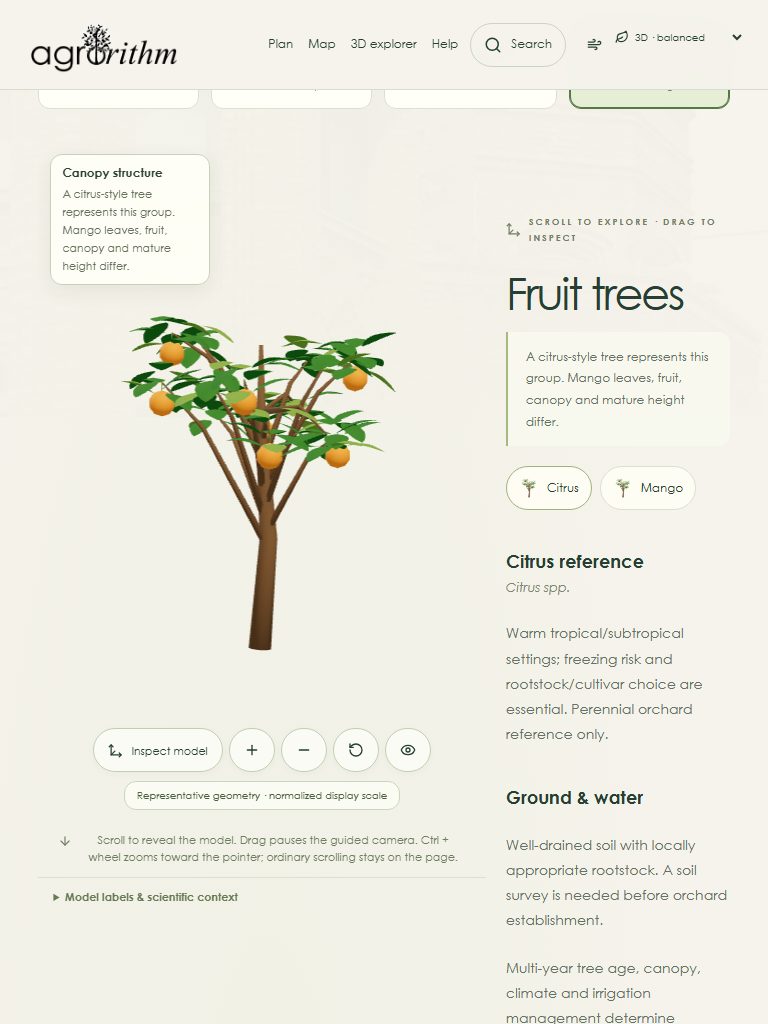 agrorithm
Plan
Map
3D explorer
Help
Search
3D · balanced
Canopy structure
A citrus-style tree
represents this group.
Mango leaves, fruit,
canopy and mature
height differ.
SCROLL TO EXPLORE · DRAG TO
INSPECT
Fruit trees
A citrus-style tree represents this
group. Mango leaves, fruit,
canopy and mature height
differ.
Citrus
Mango
Citrus reference
Citrus spp.
Warm tropical/subtropical
settings; freezing risk and
rootstock/cultivar choice are
essential. Perennial orchard
reference only.
Inspect model
Representative geometry · normalized display scale
Scroll to reveal the model. Drag pauses the guided camera. Ctrl +
wheel zooms toward the pointer; ordinary scrolling stays on the page.
Model labels & scientific context
Ground & water
Well-drained soil with locally
appropriate rootstock. A soil
survey is needed before orchard
establishment.
Multi-year tree age, canopy,
climate and irrigation
management determine